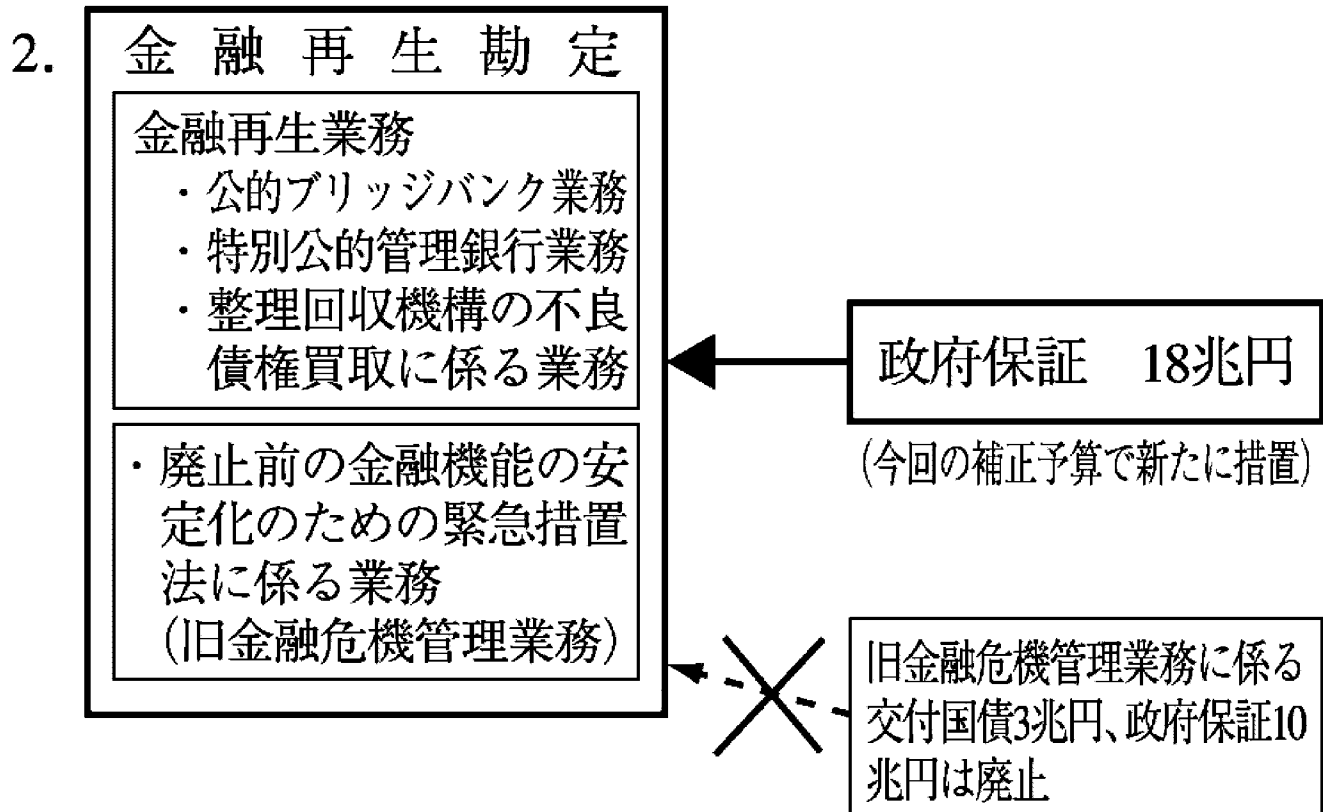 2.
金融再生勘定
金融再生業務
・公的ブリッジバンク業務
・特別公的管理銀行業務
・整理回収機構の不良
債権買取に係る業務
・廃止前の金融機能の安
定化のための緊急措置
法に係る業務
(旧金融危機管理業務)
政府保証　18兆円
(今回の補正予算で新たに措置)
旧金融危機管理業務に係る
交付国債3兆円、政府保証10
兆円は廃止